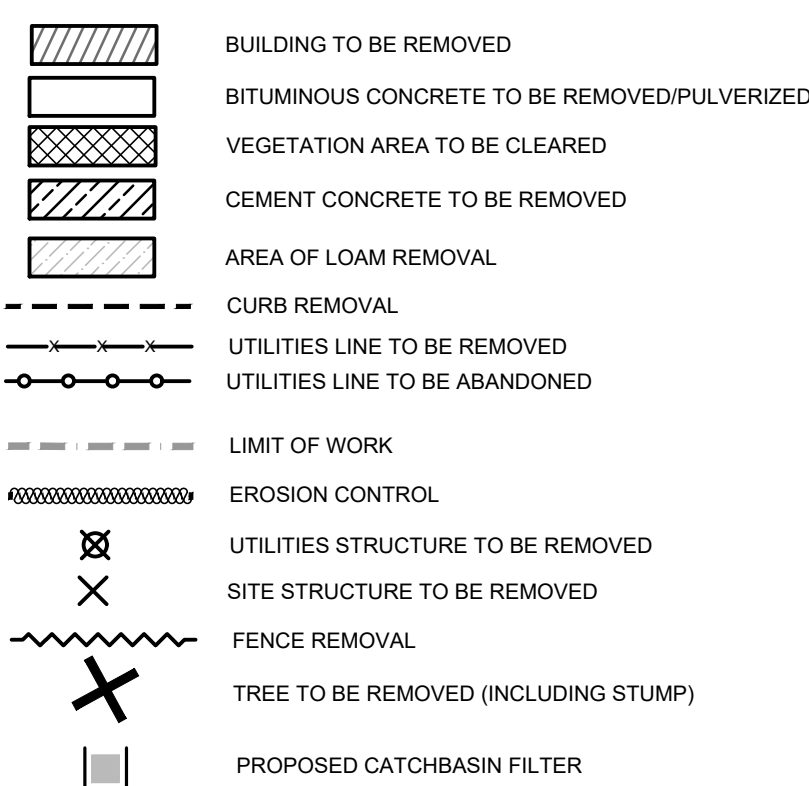 BUILDING TO BE REMOVED
BITUMINOUS CONCRETE TO BE REMOVED/PULVERIZED
VEGETATION AREA TO BE CLEARED
CEMENT CONCRETE TO BE REMOVED
AREA OF LOAM REMOVAL
CURB REMOVAL
UTILITIES LINE TO BE REMOVED
UTILITIES LINE TO BE ABANDONED
LIMIT OF WORK
EROSION CONTROL
UTILITIES STRUCTURE TO BE REMOVED
SITE STRUCTURE TO BE REMOVED
FENCE REMOVAL
TREE TO BE REMOVED (INCLUDING STUMP)
PROPOSED CATCHBASIN FILTER